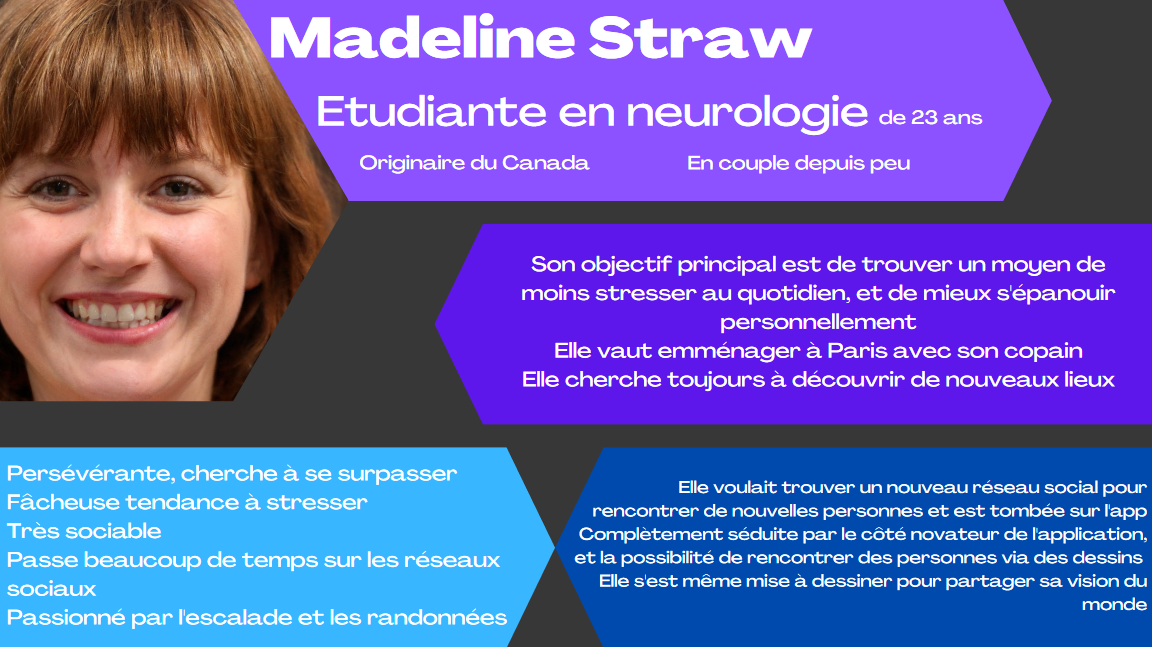 Madeline Straw
Etudiante en neurologie de 23 ans
Originaire du Canada
En couple depuis peu
Son objectif principal est de trouver un moyen de
moins stresser au quotidien, et de mieux s'épanouir
personnellement
Elle vaut emménager à Paris avec son copain
Elle cherche toujours à découvrir de nouveaux lieux
Persévérante, cherche à se surpasser
Fâcheuse tendance à stresser
Très sociable
Passe beaucoup de temps sur les réseaux
sociaux
Passionné par l'escalade et les randonnées
Elle voulait trouver un nouveau réseau social pour
rencontrer de nouvelles personnes et est tombée sur l'app
Complètement séduite par le côté novateur de l'application,
et la possibilité de rencontrer des personnes via des dessins
Elle s'est même mise à dessiner pour partager sa vision du
monde